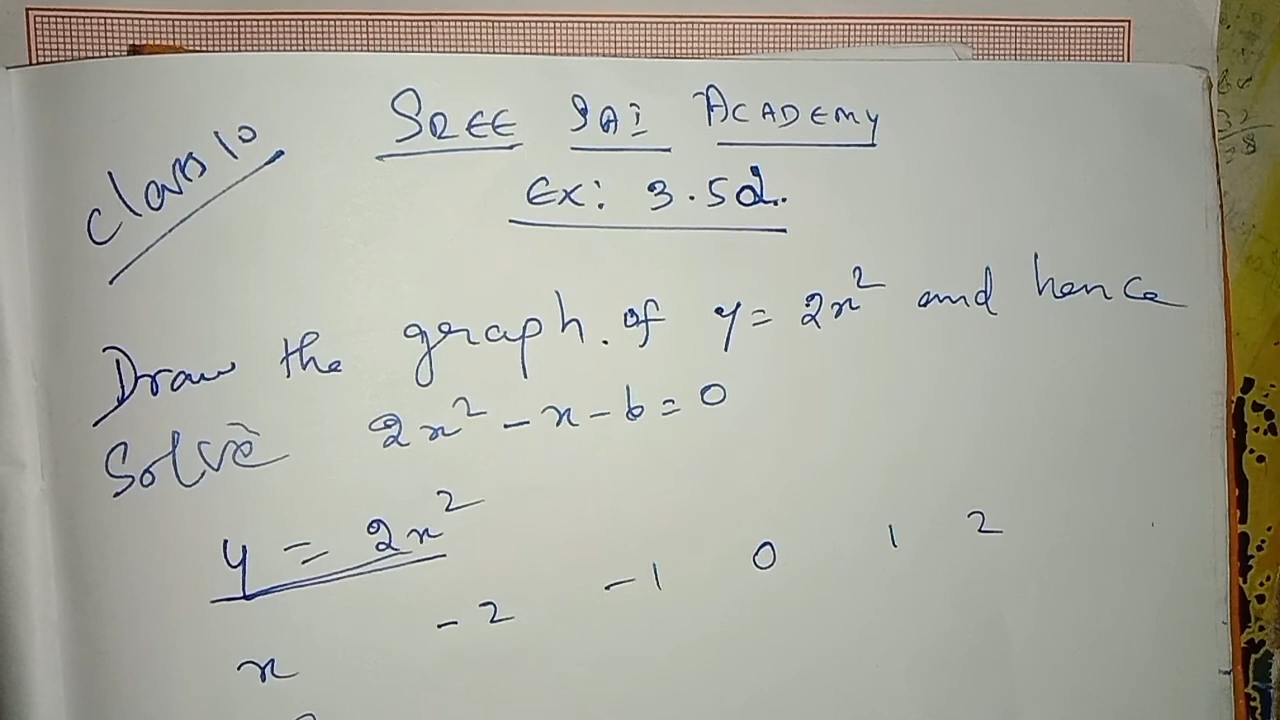 Class 10
SREE SAI ACADEMY
Ex: 3.52.
Draw the graph. of y = 2x² and hence
Solve 2x² - x - 6 = 0
y = 2x²
x -2 -1 0 1 2